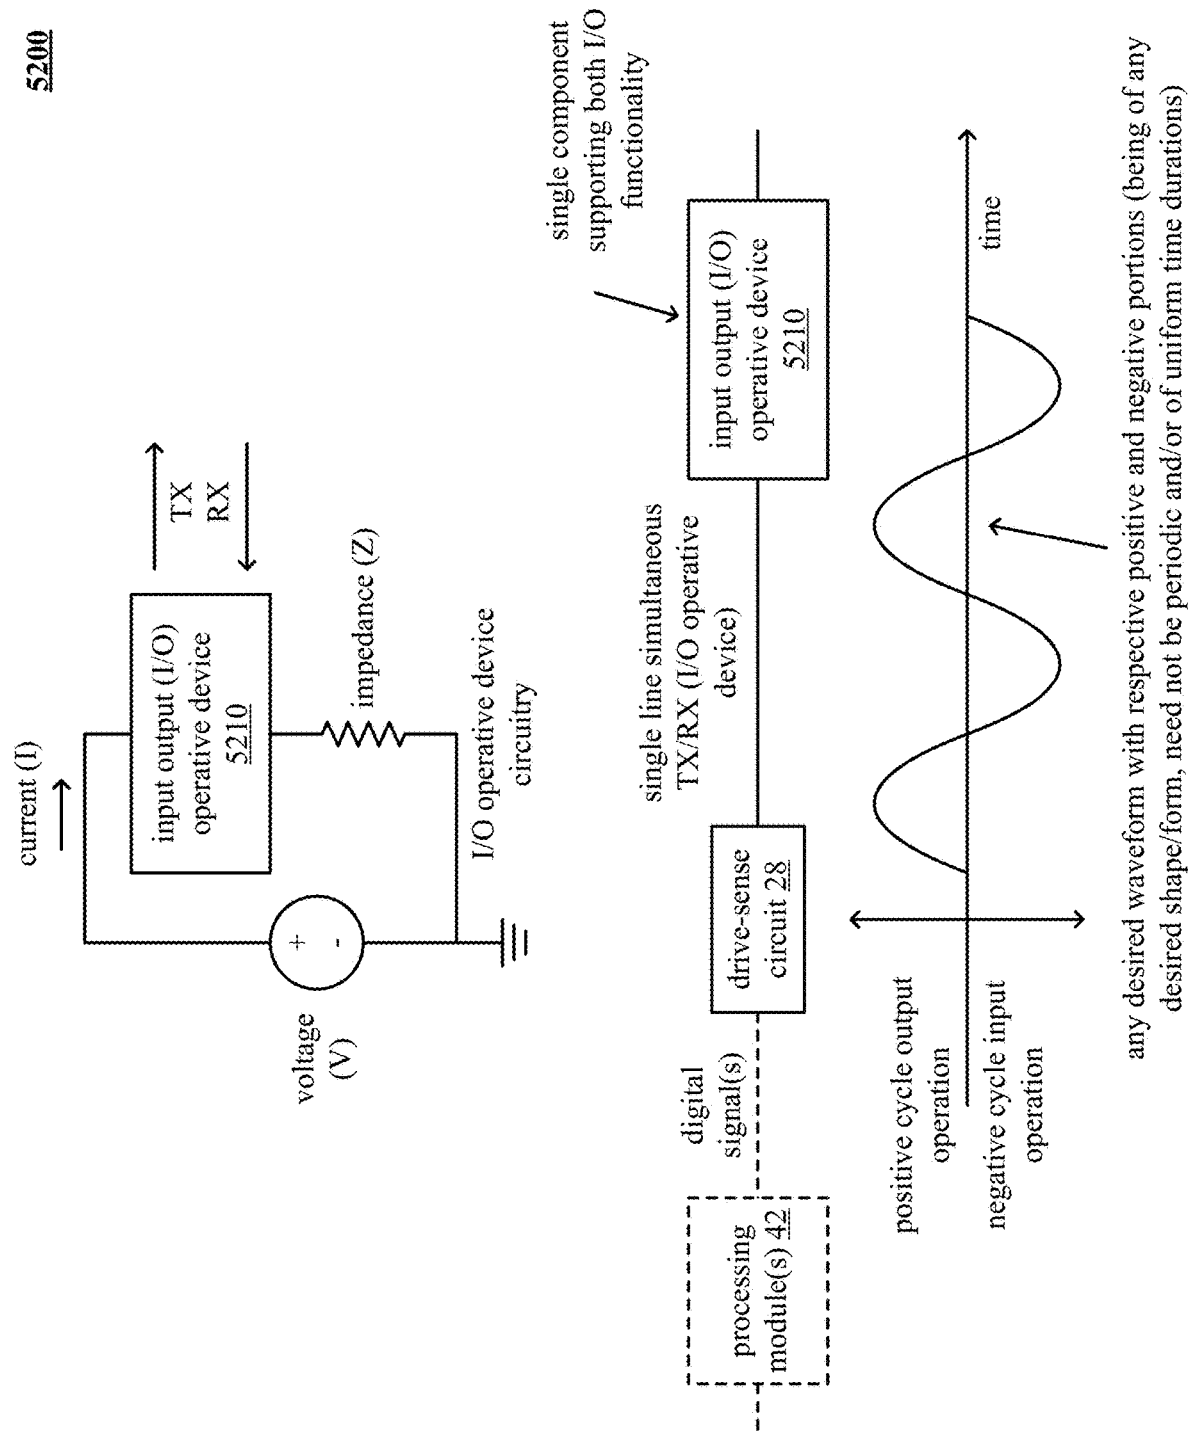 5200
current (I)
voltage
(V)
+
-
input output (I/O)
operative device
5210
TX
RX
impedance (Z)
I/O operative device
circuitry
processing
module(s) 42
digital
signal(s)
drive-sense
circuit 28
single line simultaneous
TX/RX (I/O operative
device)
input output (I/O)
operative device
5210
single component
supporting both I/O
functionality
positive cycle output
operation
negative cycle input
operation
time
any desired waveform with respective positive and negative portions (being of any
desired shape/form, need not be periodic and/or of uniform time durations)